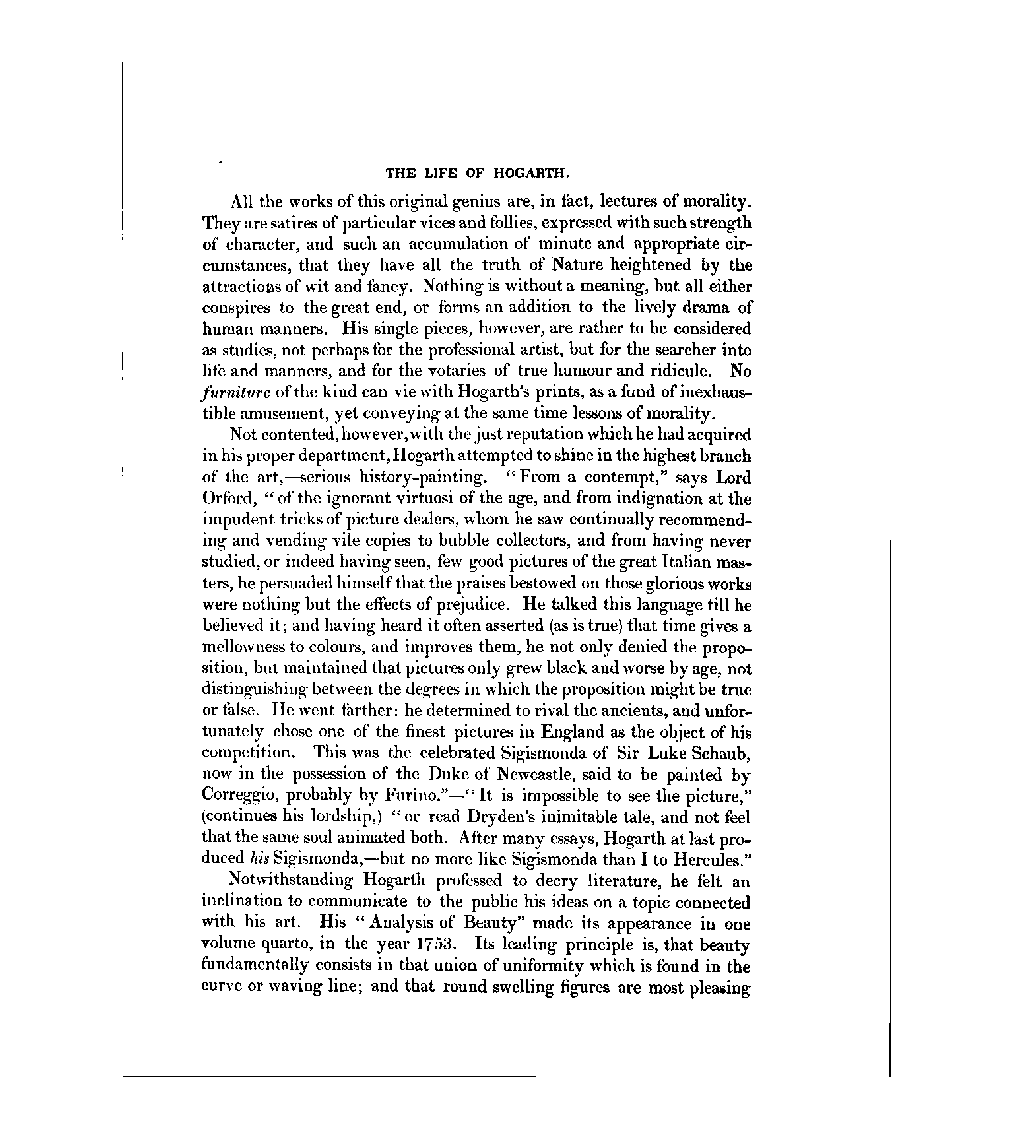 THE LIFE OF HOGARTH.
All the works of this original genius are, in fact, lectures of morality.
They are satires of particular vices and follies, expressed with such strength
of character, and such an accumulation of minute and appropriate cir-
cumstances, that they have all the truth of Nature heightened by the
attractions of wit and fancy. Nothing is without a meaning, but all either
conspires to the great end, or forms an addition to the lively drama of
human manners. His single pieces, however, are rather to be considered
as studies, not perhaps for the professional artist, but for the searcher into
life and manners, and for the votaries of true humour and ridicule. No
furniture of the kind can vie with Hogarth's prints, as a fund of inexhaus-
tible amusement, yet conveying at the same time lessons of morality.
Not contented, however, with the just reputation which he had acquired
in his proper department, Hogarth attempted to shine in the highest branch
of the art,—serious history-painting. "From a contempt," says Lord
Orford, "of the ignorant virtuosi of the age, and from indignation at the
impudent tricks of picture dealers, whom he saw continually recommend-
ing and vending vile copies to bubble collectors, and from having never
studied, or indeed having seen, few good pictures of the great Italian mas-
ters, he persuaded himself that the praises bestowed on those glorious works
were nothing but the effects of prejudice. He talked this language till he
believed it; and having heard it often asserted (as is true) that time gives a
mellowness to colours, and improves them, he not only denied the propo-
sition, but maintained that pictures only grew black and worse by age, not
distinguishing between the degrees in which the proposition might be true
or false. He went farther: he determined to rival the ancients, and unfor-
tunately chose one of the finest pictures in England as the object of his
competition. This was the celebrated Sigismonda of Sir Luke Schaub,
now in the possession of the Duke of Newcastle, said to be painted by
Correggio, probably by Furino."—"It is impossible to see the picture,"
(continues his lordship,) "or read Dryden's inimitable tale, and not feel
that the same soul animated both. After many essays, Hogarth at last pro-
duced his Sigismonda,—but no more like Sigismonda than I to Hercules."
Notwithstanding Hogarth professed to decry literature, he felt an
inclination to communicate to the public his ideas on a topic connected
with his art. His "Analysis of Beauty" made its appearance in one
volume quarto, in the year 1753. Its leading principle is, that beauty
fundamentally consists in that union of uniformity which is found in the
curve or waving line; and that round swelling figures are most pleasing